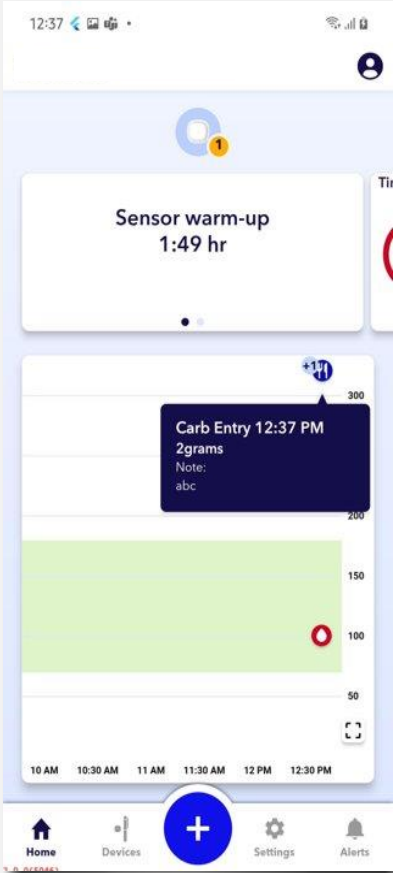 12:37
1
Sensor warm-up
1:49 hr
+1
300
Carb Entry 12:37 PM
2grams
Note:
abc
200
150
100
50
10 AM 10:30 AM 11 AM 11:30 AM 12 PM 12:30 PM
+
Home Devices Settings Alerts